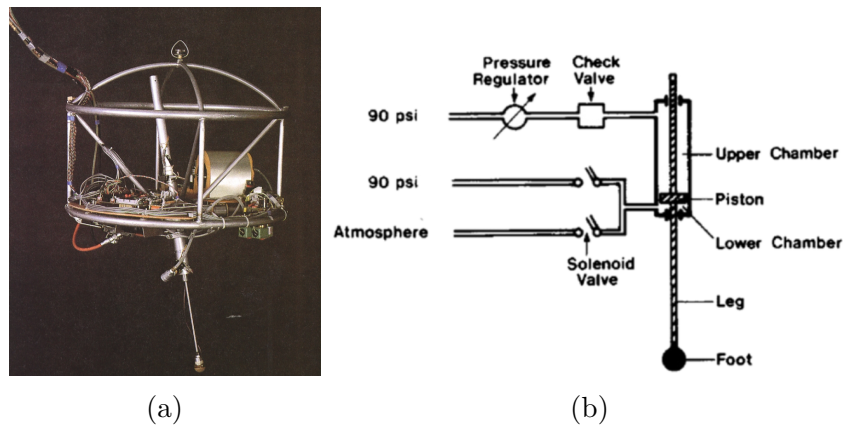 Pressure
Regulator
Check
Valve
90 psi
Upper Chamber
90 psi
Piston
Atmosphere
Lower Chamber
Solenoid
Valve
Leg
Foot
(a)
(b)